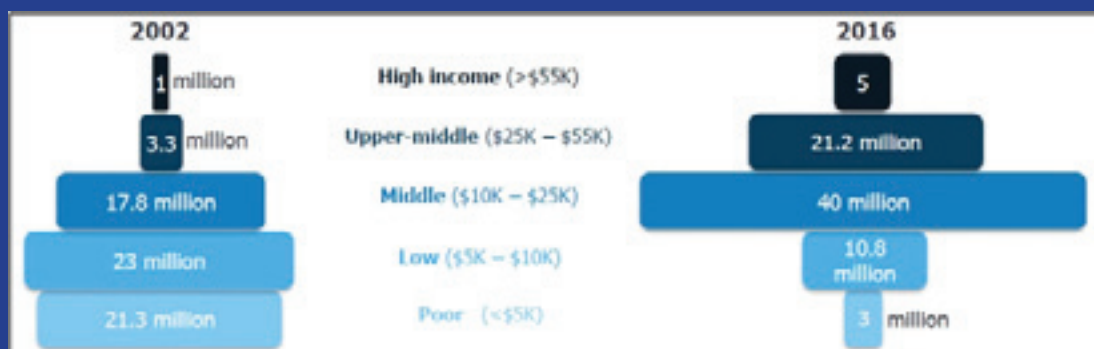 2002
2016
1 million
High income (>$55K)
5
3.3 million
Upper-middle ($25K – $55K)
21.2 million
17.8 million
Middle ($10K – $25K)
40 million
23 million
Low ($5K – $10K)
10.8
million
21.3 million
Poor (<$5K)
3 million